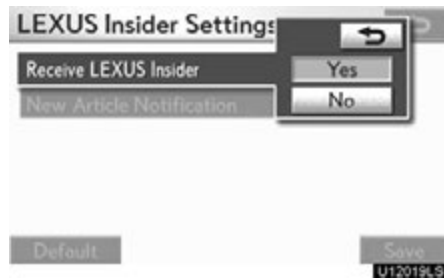 LEXUS Insider Settings
Receive LEXUS Insider
Yes
New Article Notification
No
Default
Save
U12019LS